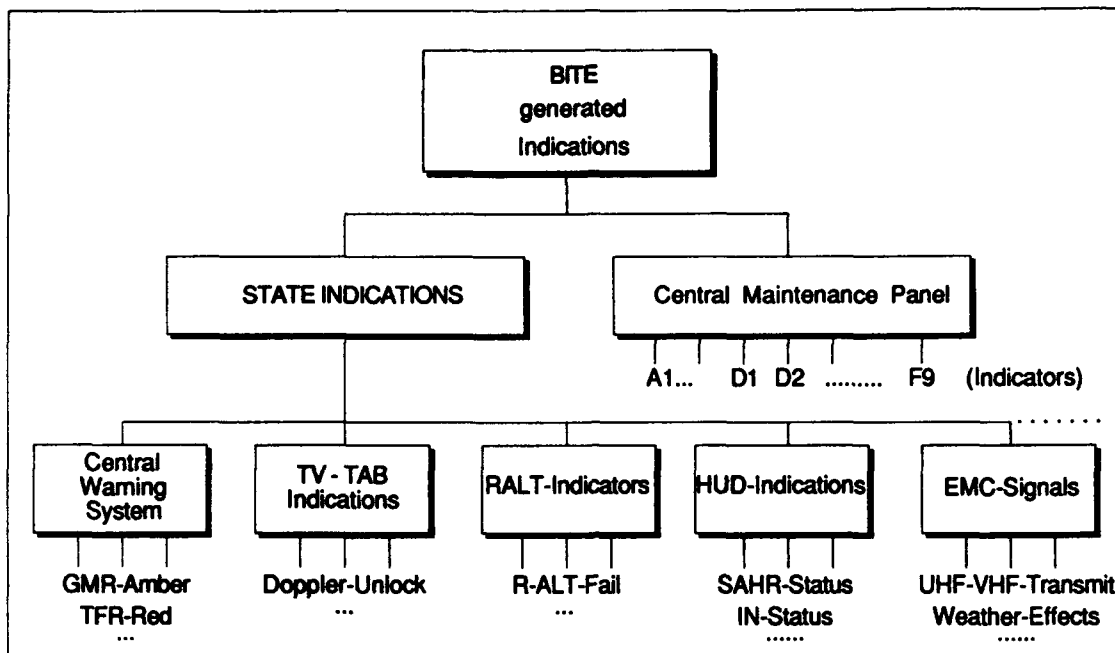 BITE
generated
Indications
STATE INDICATIONS
Central Maintenance Panel
A1... D1 D2 ......... F9 (Indicators)
......
Central
Warning
System
TV - TAB
Indications
RALT-Indicators
HUD-Indications
EMC-Signals
GMR-Amber
TFR-Red
...
Doppler-Unlock
...
R-ALT-Fail
...
SAHR-Status
IN-Status
......
UHF-VHF-Transmit
Weather-Effects
......